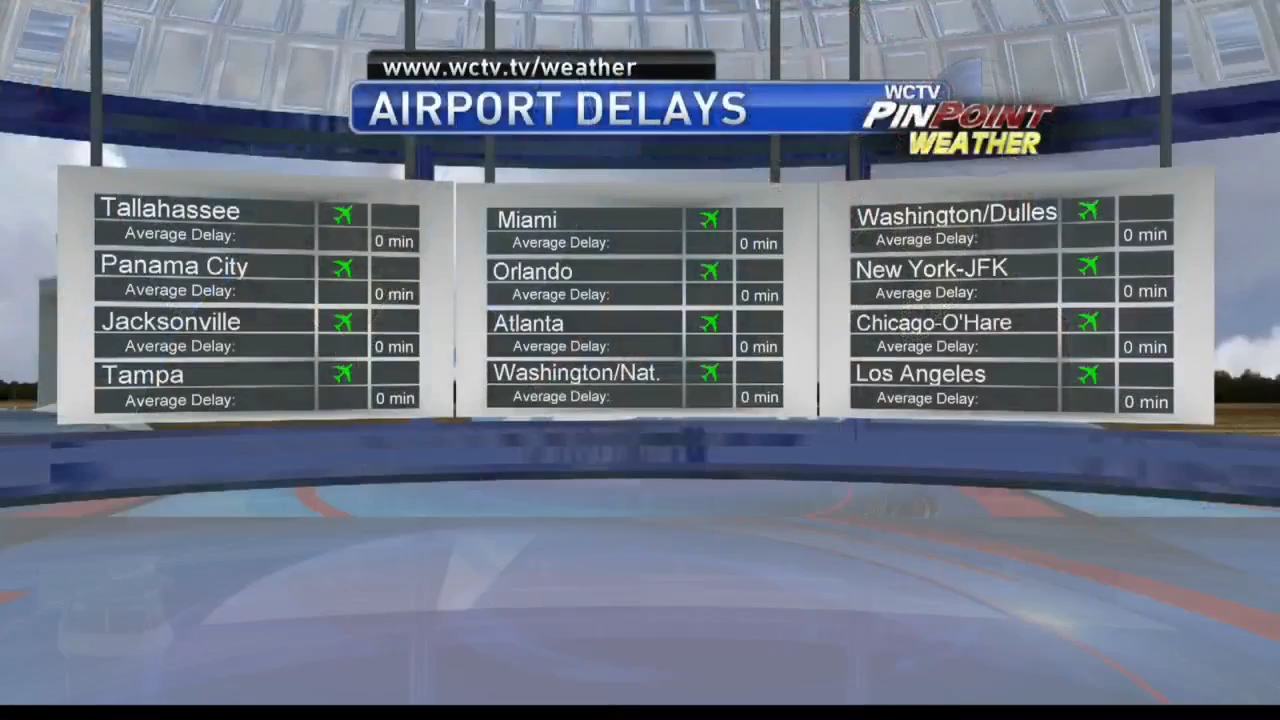 www.wctv.tv/weather
AIRPORT DELAYS
WCTV
PINPOINT
WEATHER
Tallahassee
Average Delay:
0 min
Panama City
Average Delay:
0 min
Jacksonville
Average Delay:
0 min
Tampa
Average Delay:
0 min
Miami
Average Delay:
0 min
Orlando
Average Delay:
0 min
Atlanta
Average Delay:
0 min
Washington/Nat.
Average Delay:
0 min
Washington/Dulles
Average Delay:
0 min
New York-JFK
Average Delay:
0 min
Chicago-O'Hare
Average Delay:
0 min
Los Angeles
Average Delay:
0 min